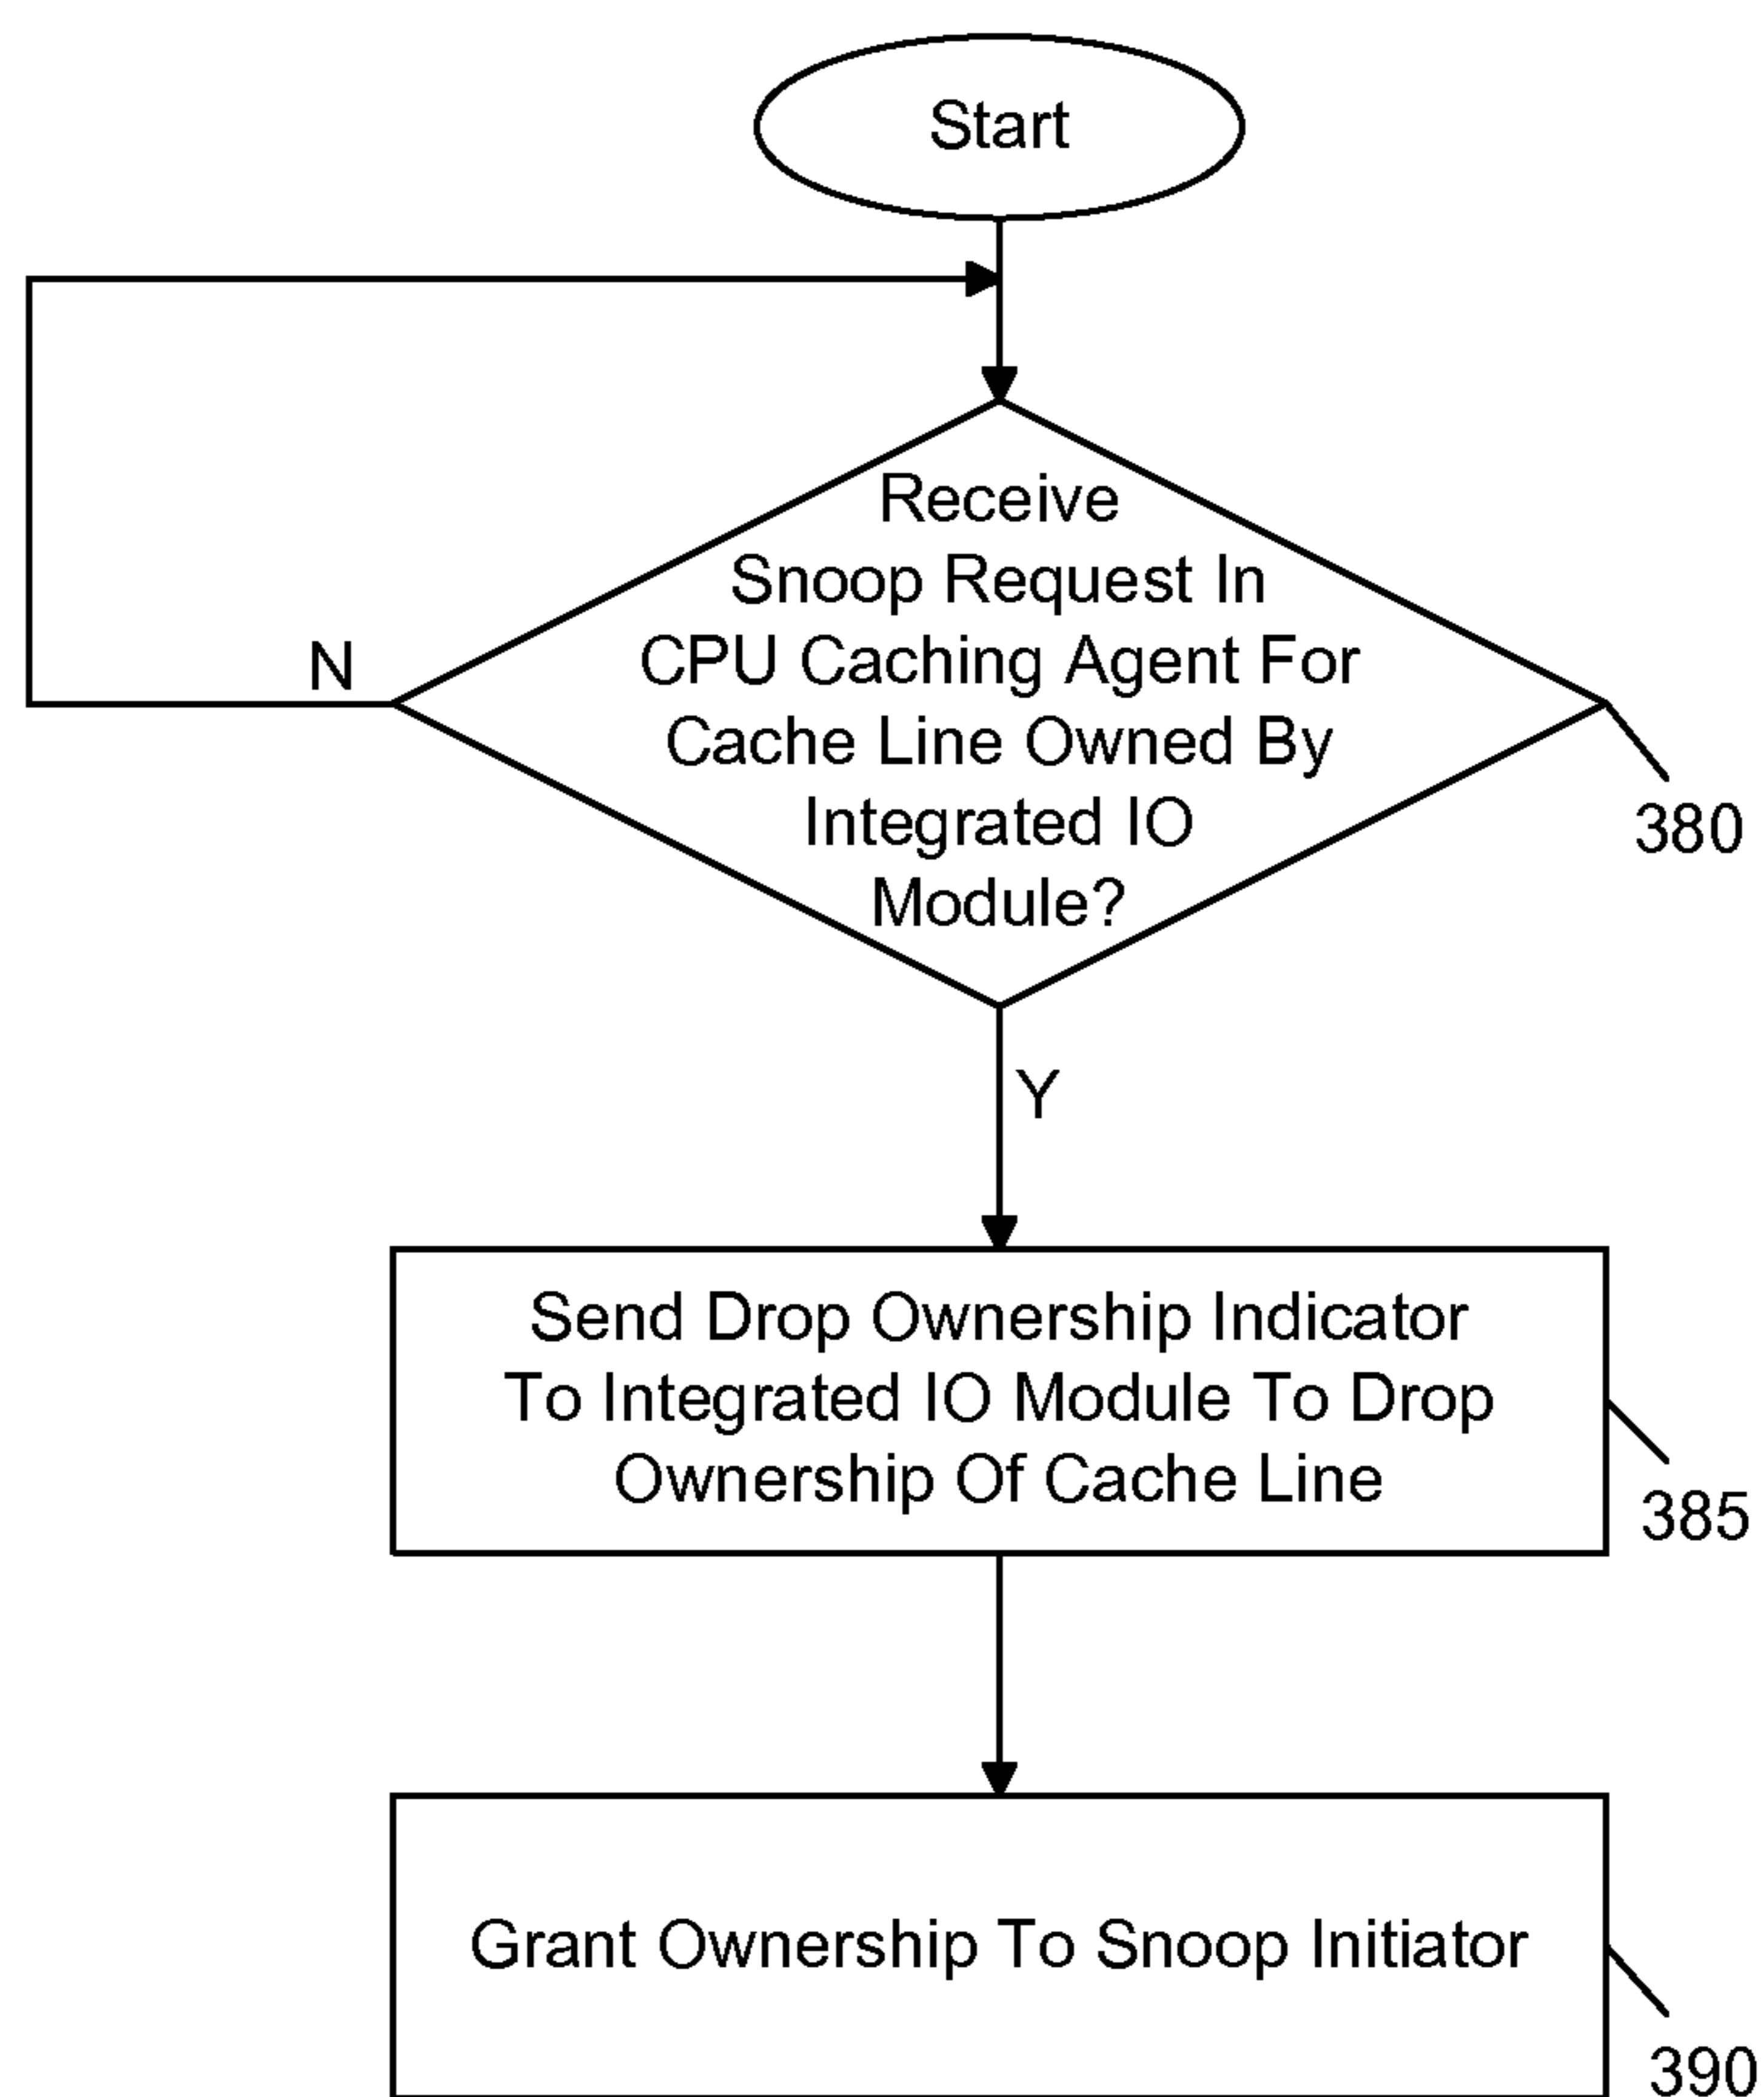 Start
Receive
Snoop Request In
CPU Caching Agent For
Cache Line Owned By
Integrated IO
Module?
N
380
Y
Send Drop Ownership Indicator
To Integrated IO Module To Drop
Ownership Of Cache Line
385
Grant Ownership To Snoop Initiator
390